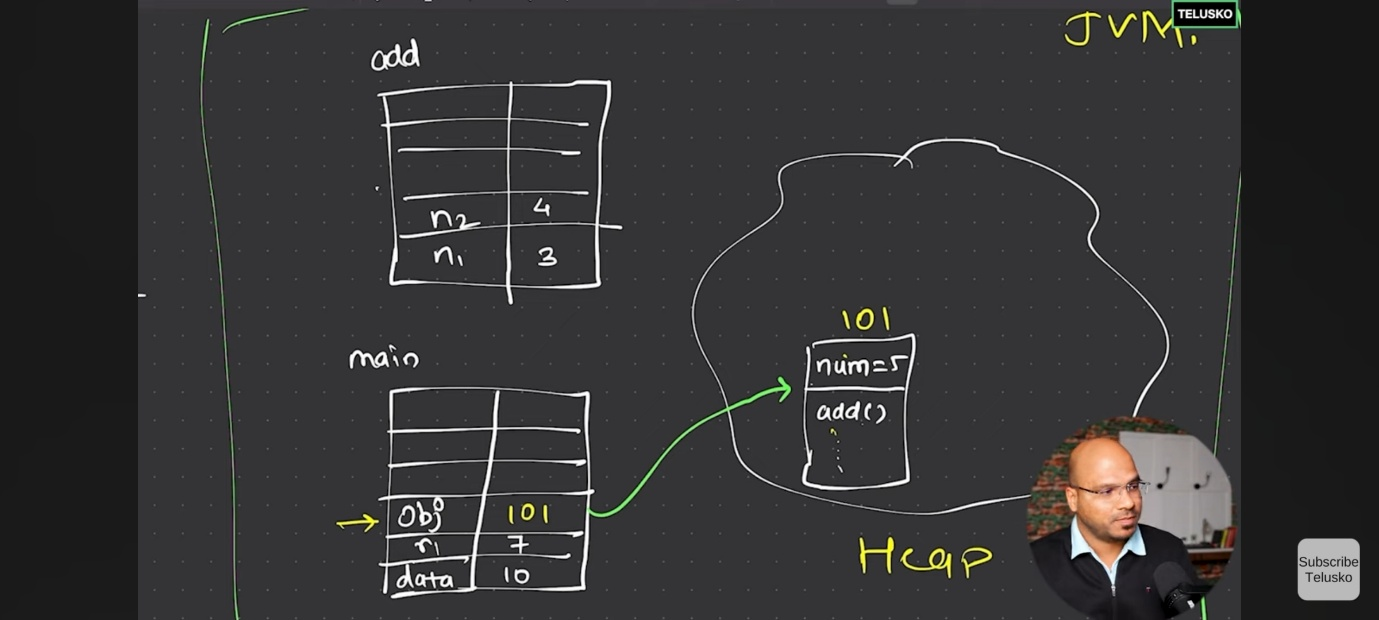 TELUSKO
JVM.
add
n2 4
n1 3
101
num=5
add()
main
obj 101
r1 7
data 10
Heap
Subscribe
Telusko